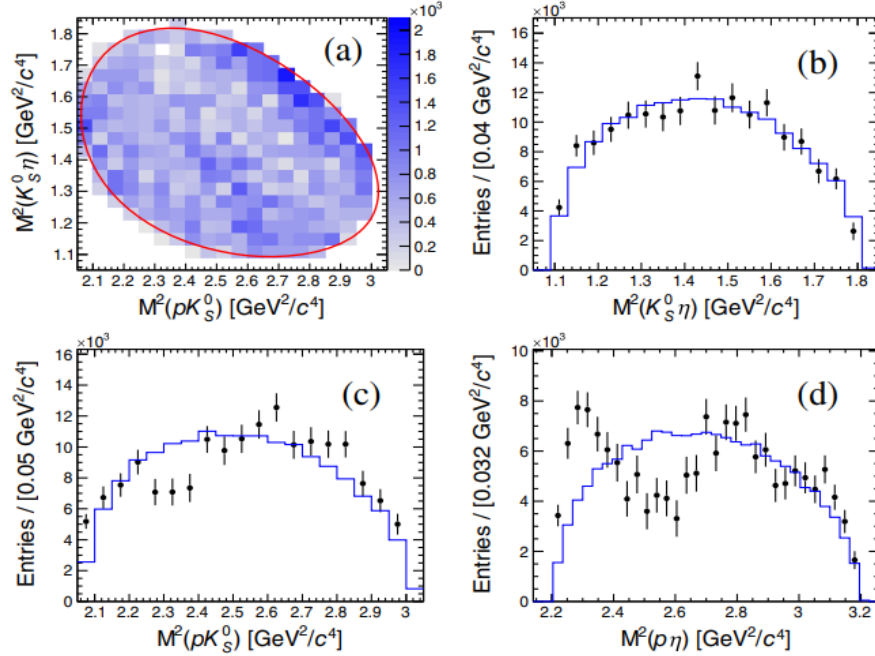 ×10³
(a)
M²(K⁰_S η) [GeV²/c⁴]
1.8
1.7
1.6
1.5
1.4
1.3
1.2
1.1
2.1 2.2 2.3 2.4 2.5 2.6 2.7 2.8 2.9 3
M²(pK⁰_S) [GeV²/c⁴]
2
1.8
1.6
1.4
1.2
1
0.8
0.6
0.4
0.2
0
×10³
(b)
Entries / [0.04 GeV²/c⁴]
16
14
12
10
8
6
4
2
0
1.1 1.2 1.3 1.4 1.5 1.6 1.7 1.8
M²(K⁰_S η) [GeV²/c⁴]
×10³
(c)
Entries / [0.05 GeV²/c⁴]
16
14
12
10
8
6
4
2
0
2.1 2.2 2.3 2.4 2.5 2.6 2.7 2.8 2.9 3
M²(pK⁰_S) [GeV²/c⁴]
×10³
(d)
Entries / [0.032 GeV²/c⁴]
10
8
6
4
2
0
2.2 2.4 2.6 2.8 3 3.2
M²(pη) [GeV²/c⁴]